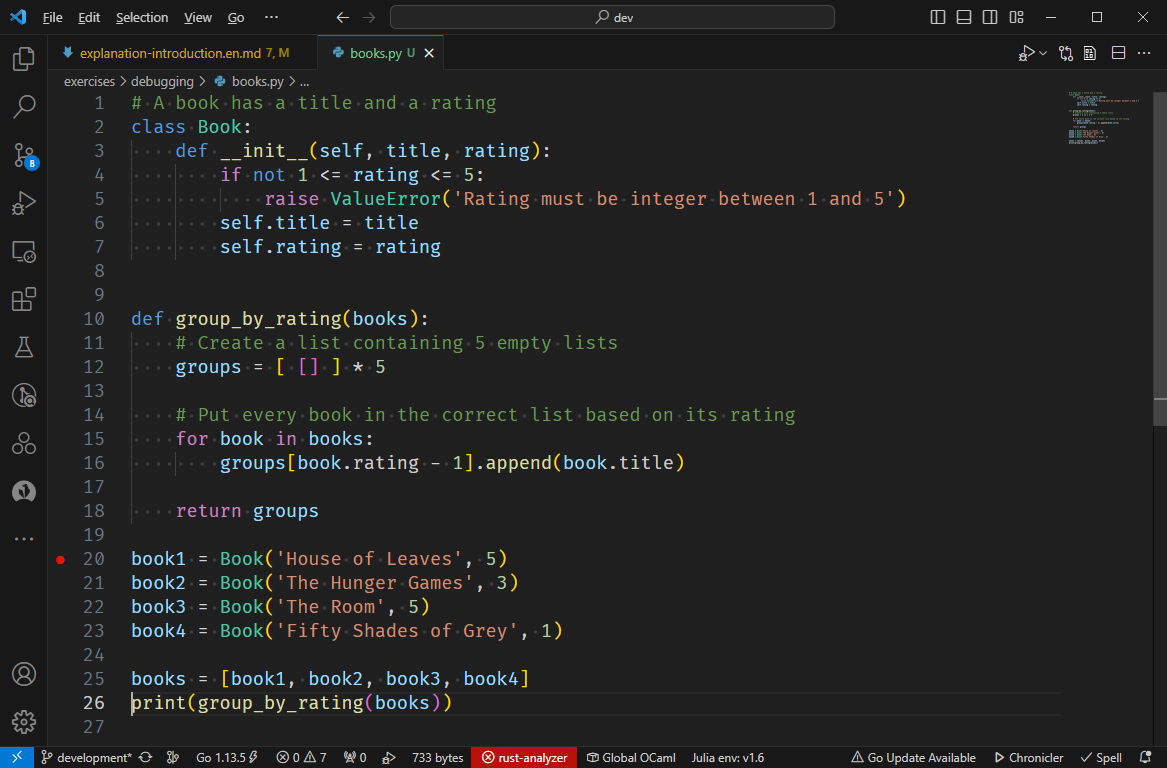 File Edit Selection View Go ··· dev
explanation-introduction.en.md 7, M books.py U
exercises > debugging > books.py > ...
1 # A book has a title and a rating
2 class Book:
3     def __init__(self, title, rating):
4         if not 1 <= rating <= 5:
5             raise ValueError('Rating must be integer between 1 and 5')
6         self.title = title
7         self.rating = rating
8
9
10 def group_by_rating(books):
11     # Create a list containing 5 empty lists
12     groups = [ [] ] * 5
13
14     # Put every book in the correct list based on its rating
15     for book in books:
16         groups[book.rating - 1].append(book.title)
17
18     return groups
19
20 book1 = Book('House of Leaves', 5)
21 book2 = Book('The Hunger Games', 3)
22 book3 = Book('The Room', 5)
23 book4 = Book('Fifty Shades of Grey', 1)
24
25 books = [book1, book2, book3, book4]
26 print(group_by_rating(books))
27
8
development* Go 1.13.5 0 7 0 733 bytes rust-analyzer Global OCaml Julia env: v1.6 Go Update Available Chronicler Spell